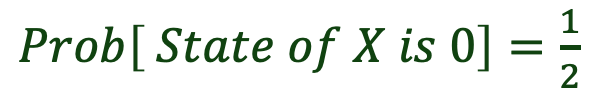 Prob[ State of X is 0] = 1/2